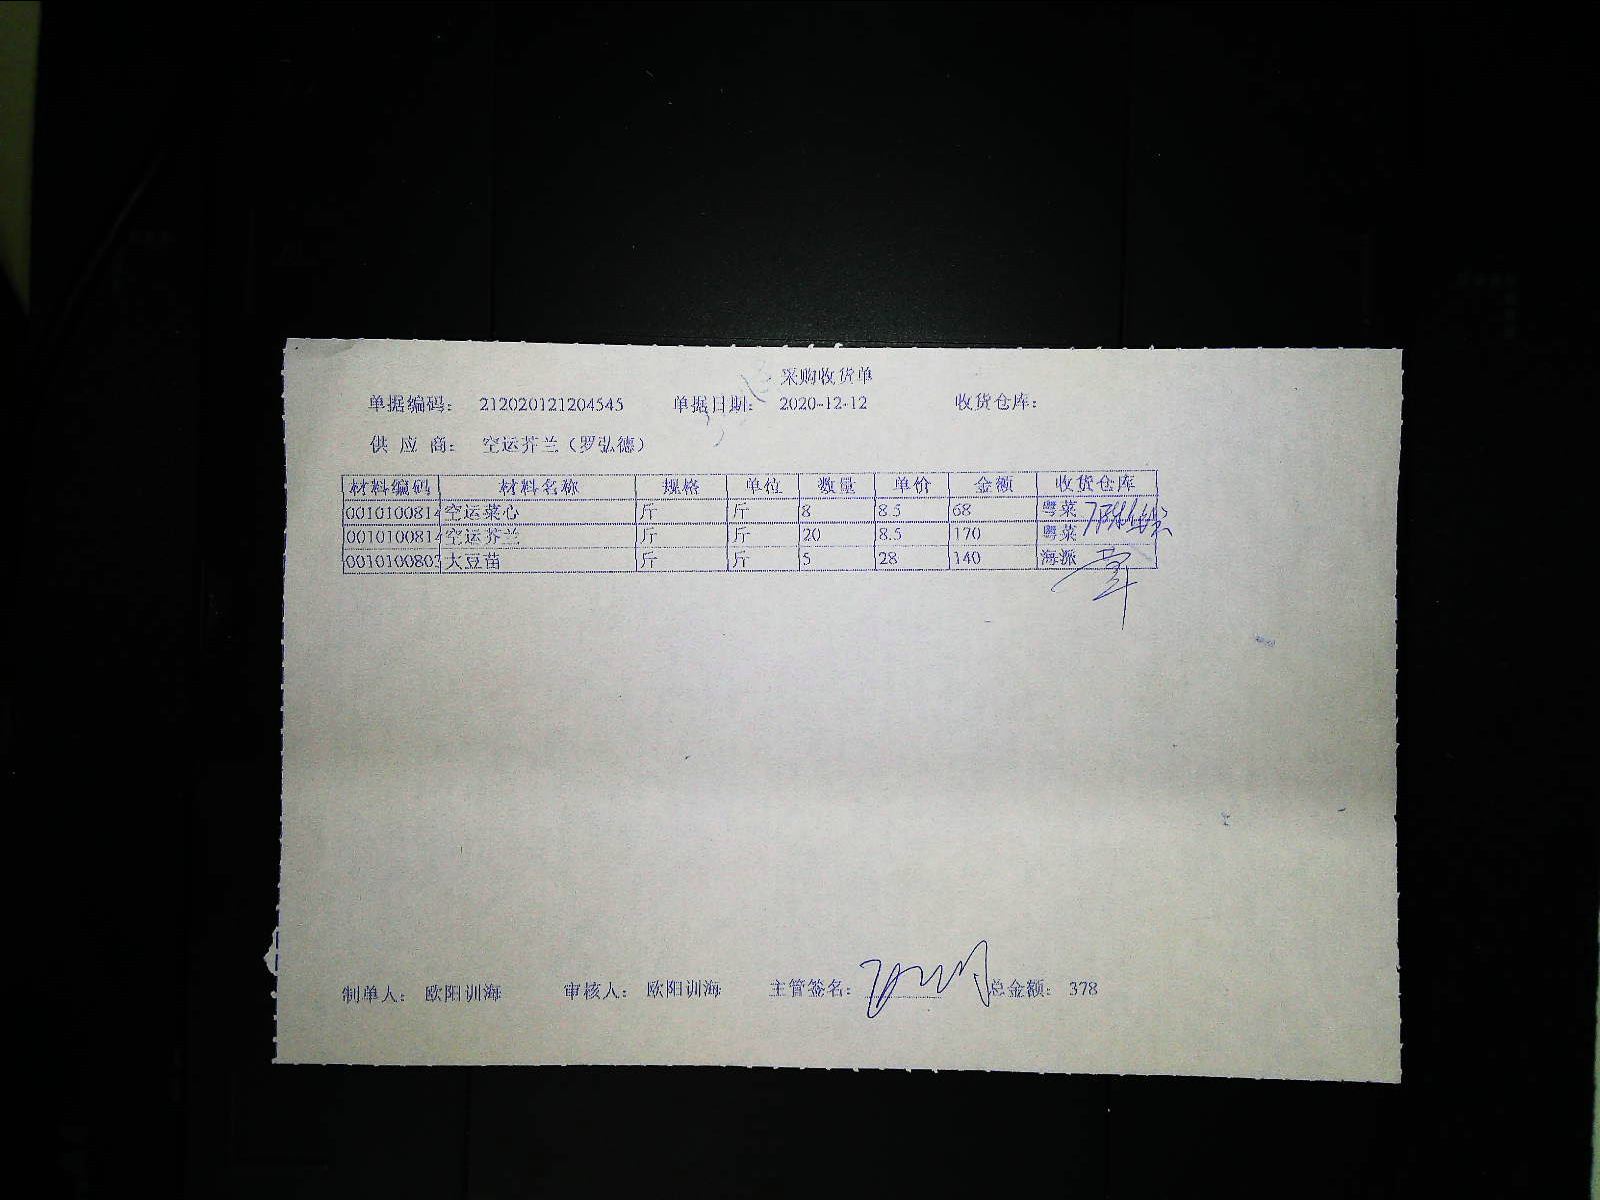 采购收货单
单据编码： 212020121204545 单据日期： 2020-12-12 收货仓库：
供 应 商： 空运芥兰（罗弘德）
材料编码 材料名称 规格 单位 数量 单价 金额 收货仓库
0010100814 空运菜心 斤 斤 8 8.5 68 粤菜
0010100814 空运芥兰 斤 斤 20 8.5 170 粤菜
001010080 大豆苗 斤 斤 5 28 140 海派
制单人： 欧阳训海 审核人： 欧阳训海 主管签名： 总金额： 378